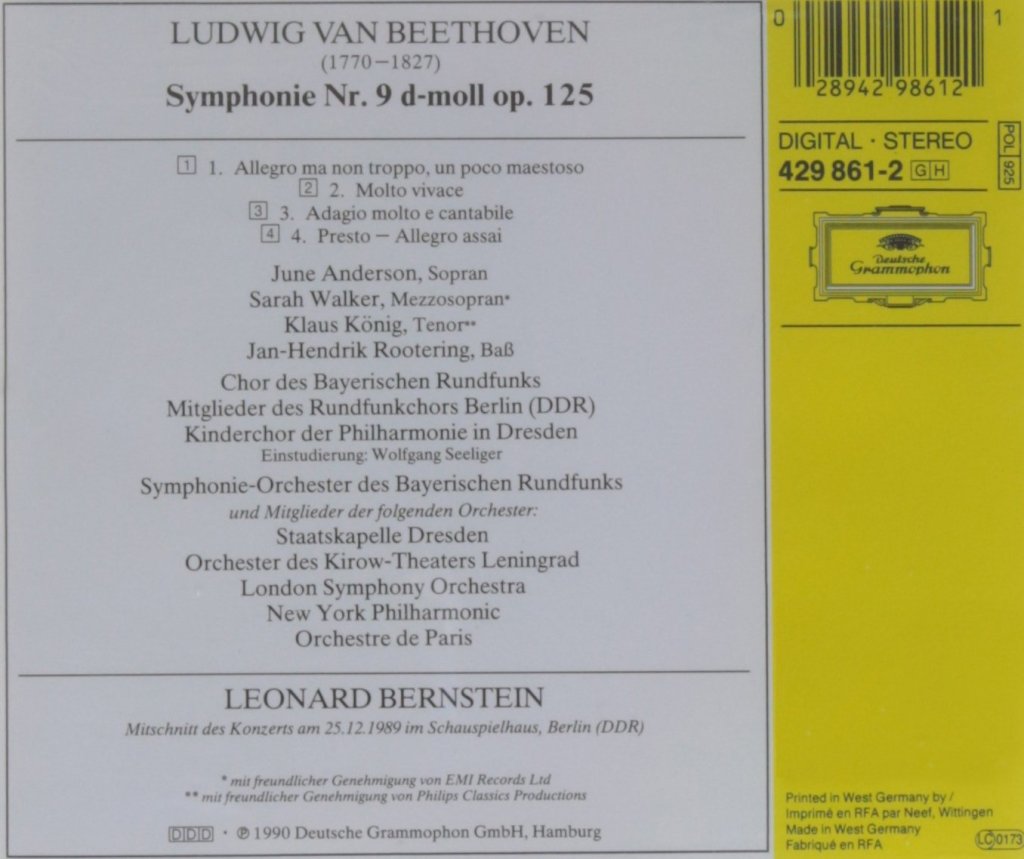 LUDWIG VAN BEETHOVEN
(1770–1827)
Symphonie Nr. 9 d-moll op. 125
1 1. Allegro ma non troppo, un poco maestoso
2 2. Molto vivace
3 3. Adagio molto e cantabile
4 4. Presto – Allegro assai
June Anderson, Sopran
Sarah Walker, Mezzosopran*
Klaus König, Tenor**
Jan-Hendrik Rootering, Baß
Chor des Bayerischen Rundfunks
Mitglieder des Rundfunkchors Berlin (DDR)
Kinderchor der Philharmonie in Dresden
Einstudierung: Wolfgang Seeliger
Symphonie-Orchester des Bayerischen Rundfunks
und Mitglieder der folgenden Orchester:
Staatskapelle Dresden
Orchester des Kirow-Theaters Leningrad
London Symphony Orchestra
New York Philharmonic
Orchestre de Paris
LEONARD BERNSTEIN
Mitschnitt des Konzerts am 25.12.1989 im Schauspielhaus, Berlin (DDR)
* mit freundlicher Genehmigung von EMI Records Ltd
** mit freundlicher Genehmigung von Philips Classics Productions
DDD · ℗ 1990 Deutsche Grammophon GmbH, Hamburg
0 28942 98612 1
DIGITAL · STEREO
429 861-2 GH
POL 925
Deutsche
Grammophon
Printed in West Germany by /
Imprimé en RFA par Neef, Wittingen
Made in West Germany
Fabriqué en RFA
LC 0173